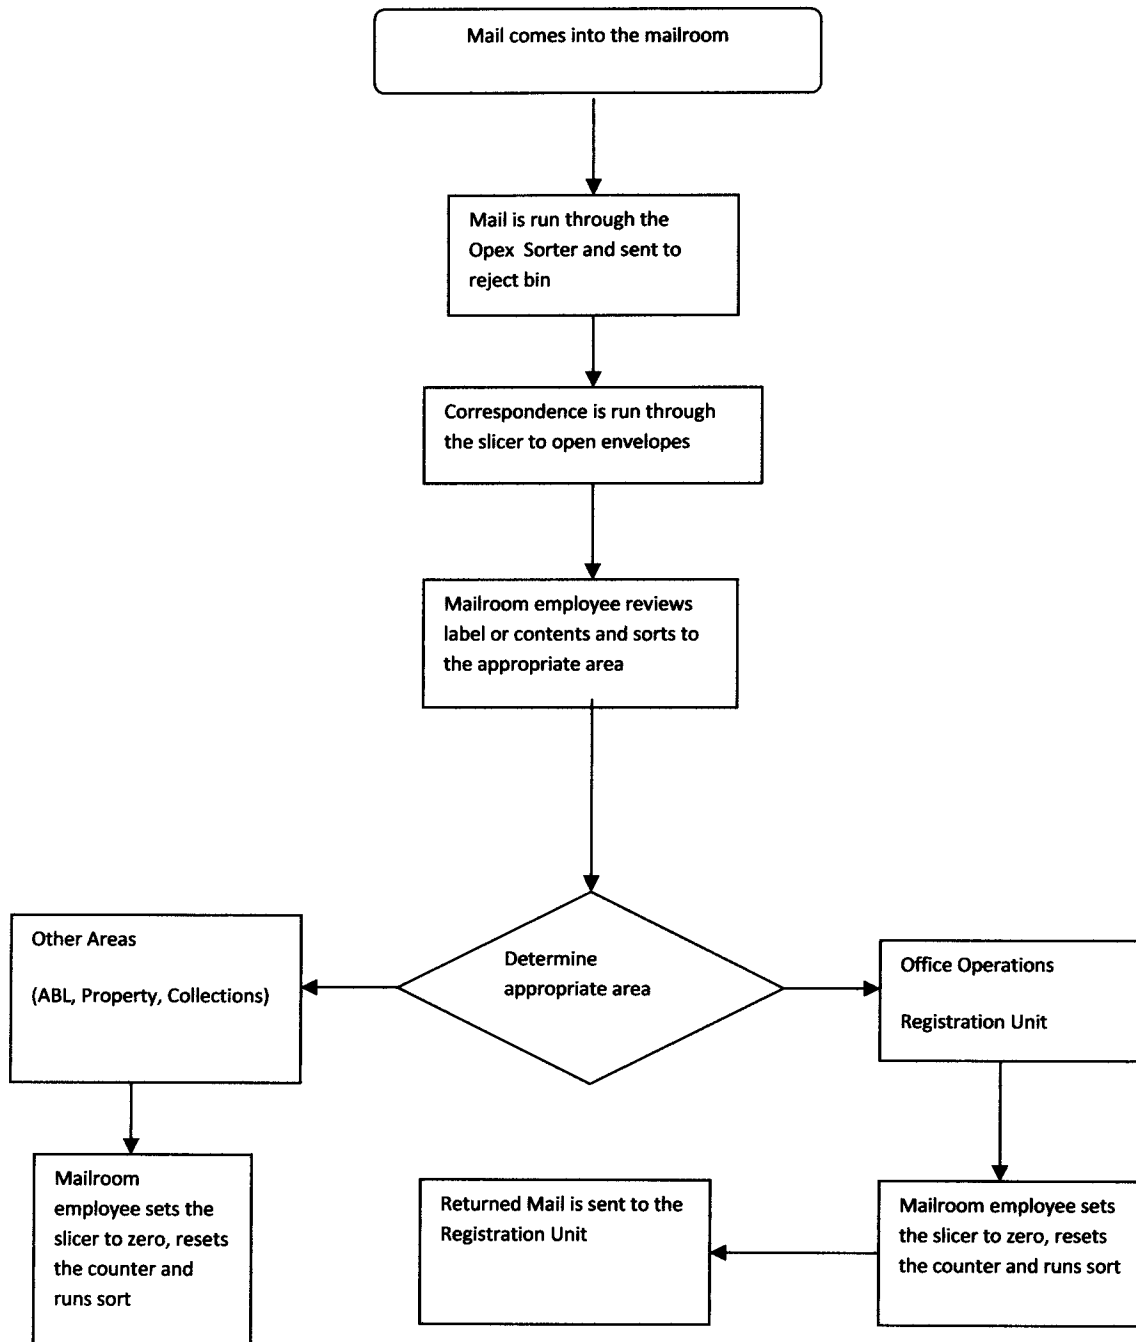 Mail comes into the mailroom
Mail is run through the
Opex Sorter and sent to
reject bin
Correspondence is run through
the slicer to open envelopes
Mailroom employee reviews
label or contents and sorts to
the appropriate area
Determine
appropriate area
Other Areas
(ABL, Property, Collections)
Office Operations
Registration Unit
Mailroom
employee sets the
slicer to zero, resets
the counter and
runs sort
Returned Mail is sent to the
Registration Unit
Mailroom employee sets
the slicer to zero, resets
the counter and runs sort